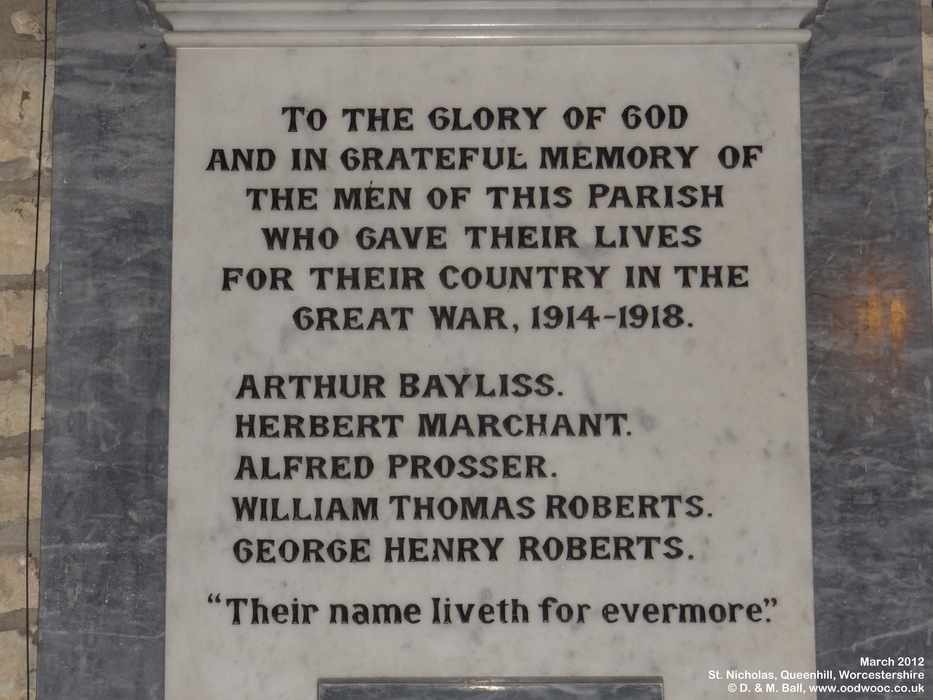 TO THE GLORY OF GOD
AND IN GRATEFUL MEMORY OF
THE MEN OF THIS PARISH
WHO GAVE THEIR LIVES
FOR THEIR COUNTRY IN THE
GREAT WAR, 1914-1918.
ARTHUR BAYLISS.
HERBERT MARCHANT.
ALFRED PROSSER.
WILLIAM THOMAS ROBERTS.
GEORGE HENRY ROBERTS.
“Their name liveth for evermore.”
March 2012
St. Nicholas, Queenhill, Worcestershire
© D. & M. Ball, www.oodwooc.co.uk